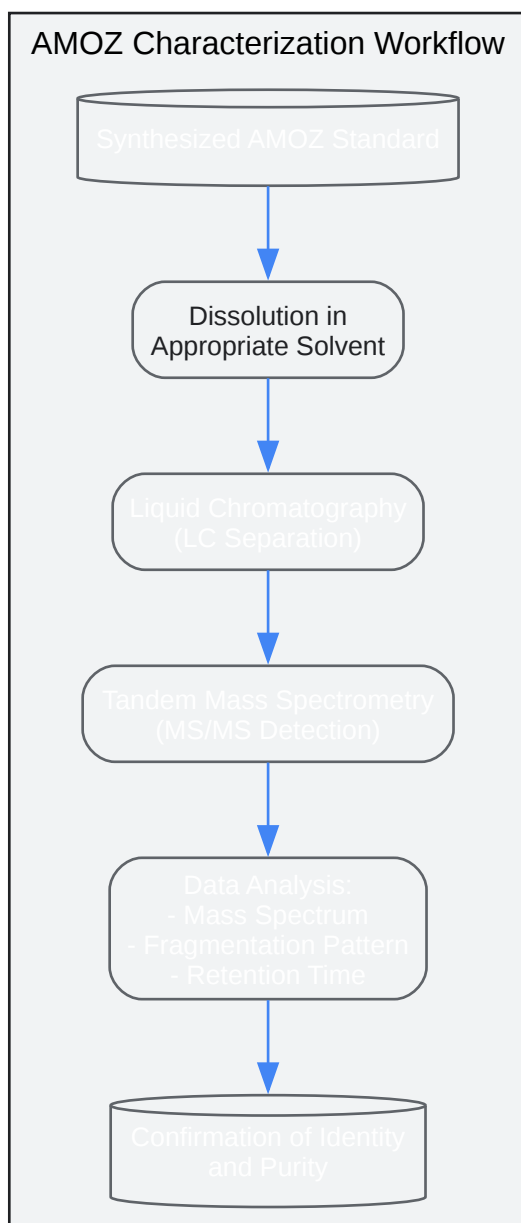 AMOZ Characterization Workflow
Synthesized AMOZ Standard
Dissolution in
Appropriate Solvent
Liquid Chromatography
(LC Separation)
Tandem Mass Spectrometry
(MS/MS Detection)
Data Analysis:
- Mass Spectrum
- Fragmentation Pattern
- Retention Time
Confirmation of Identity
and Purity